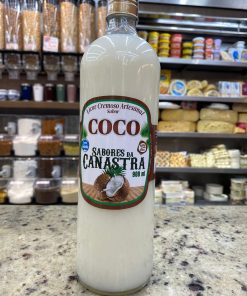 Licor Cremoso Artesanal
Sabor
COCO
SABORES DA
CANASTRA
900 ml